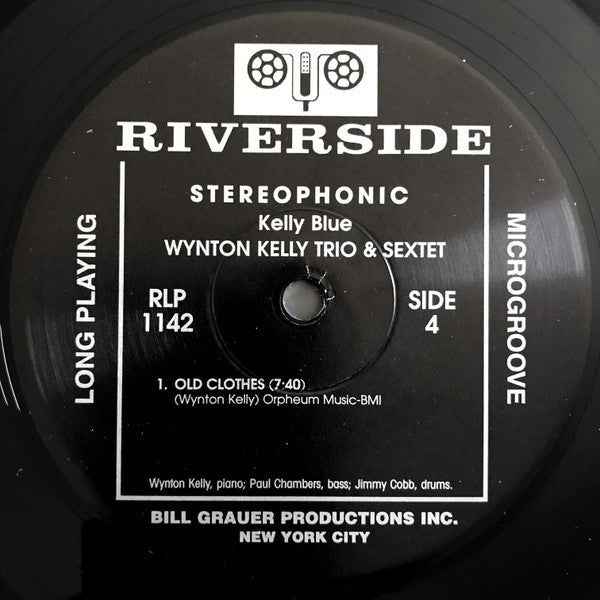 RIVERSIDE
STEREOPHONIC
Kelly Blue
WYNTON KELLY TRIO & SEXTET
LONG PLAYING
MICROGROOVE
RLP
1142
SIDE
4
1. OLD CLOTHES (7:40)
(Wynton Kelly) Orpheum Music-BMI
Wynton Kelly, piano; Paul Chambers, bass; Jimmy Cobb, drums.
BILL GRAUER PRODUCTIONS INC.
NEW YORK CITY